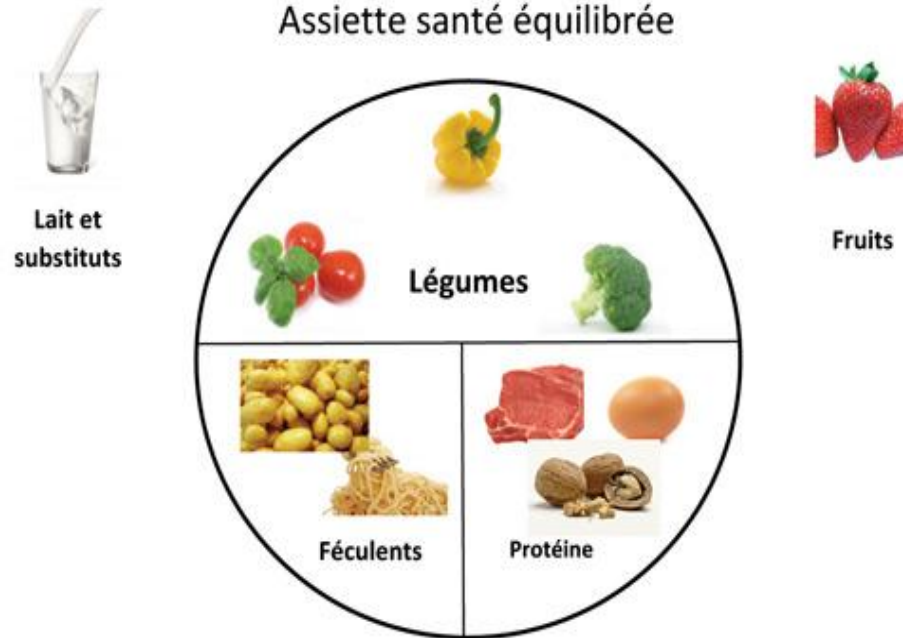 Assiette santé équilibrée
Lait et
substituts
Fruits
Légumes
Féculents
Protéine